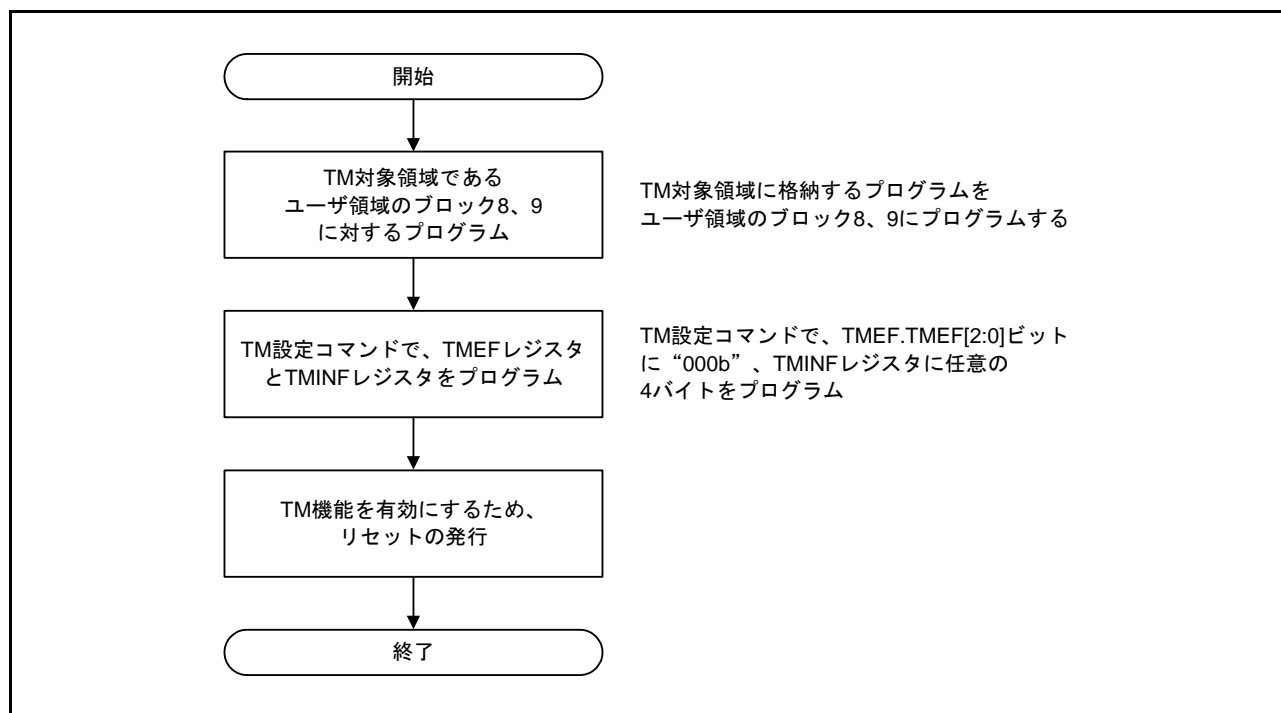 開始
TM対象領域である
ユーザ領域のブロック8、9
に対するプログラム
TM対象領域に格納するプログラムを
ユーザ領域のブロック8、9にプログラムする
TM設定コマンドで、TMEFレジスタ
とTMINFレジスタをプログラム
TM設定コマンドで、TMEF.TMEF[2:0]ビット
に“000b”、TMINFレジスタに任意の
4バイトをプログラム
TM機能を有効にするため、
リセットの発行
終了